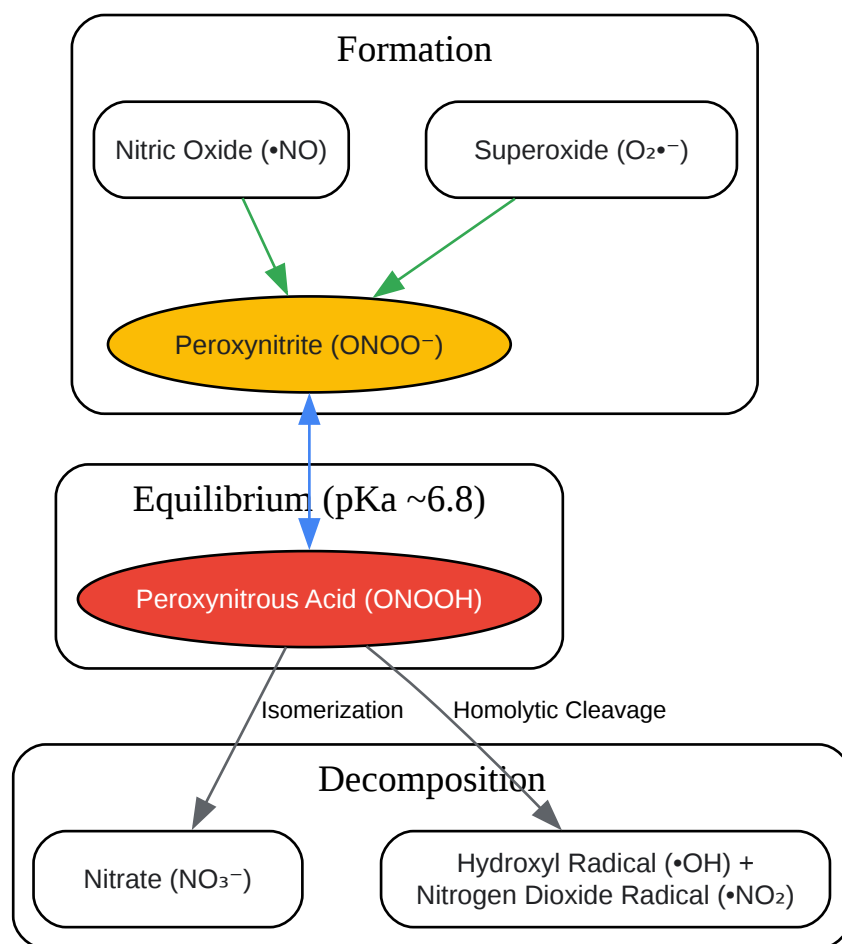 Formation
Nitric Oxide (•NO)
Superoxide (O₂•⁻)
Peroxynitrite (ONOO⁻)
Equilibrium (pKa ~6.8)
Peroxynitrous Acid (ONOOH)
Isomerization
Homolytic Cleavage
Decomposition
Nitrate (NO₃⁻)
Hydroxyl Radical (•OH) +
Nitrogen Dioxide Radical (•NO₂)